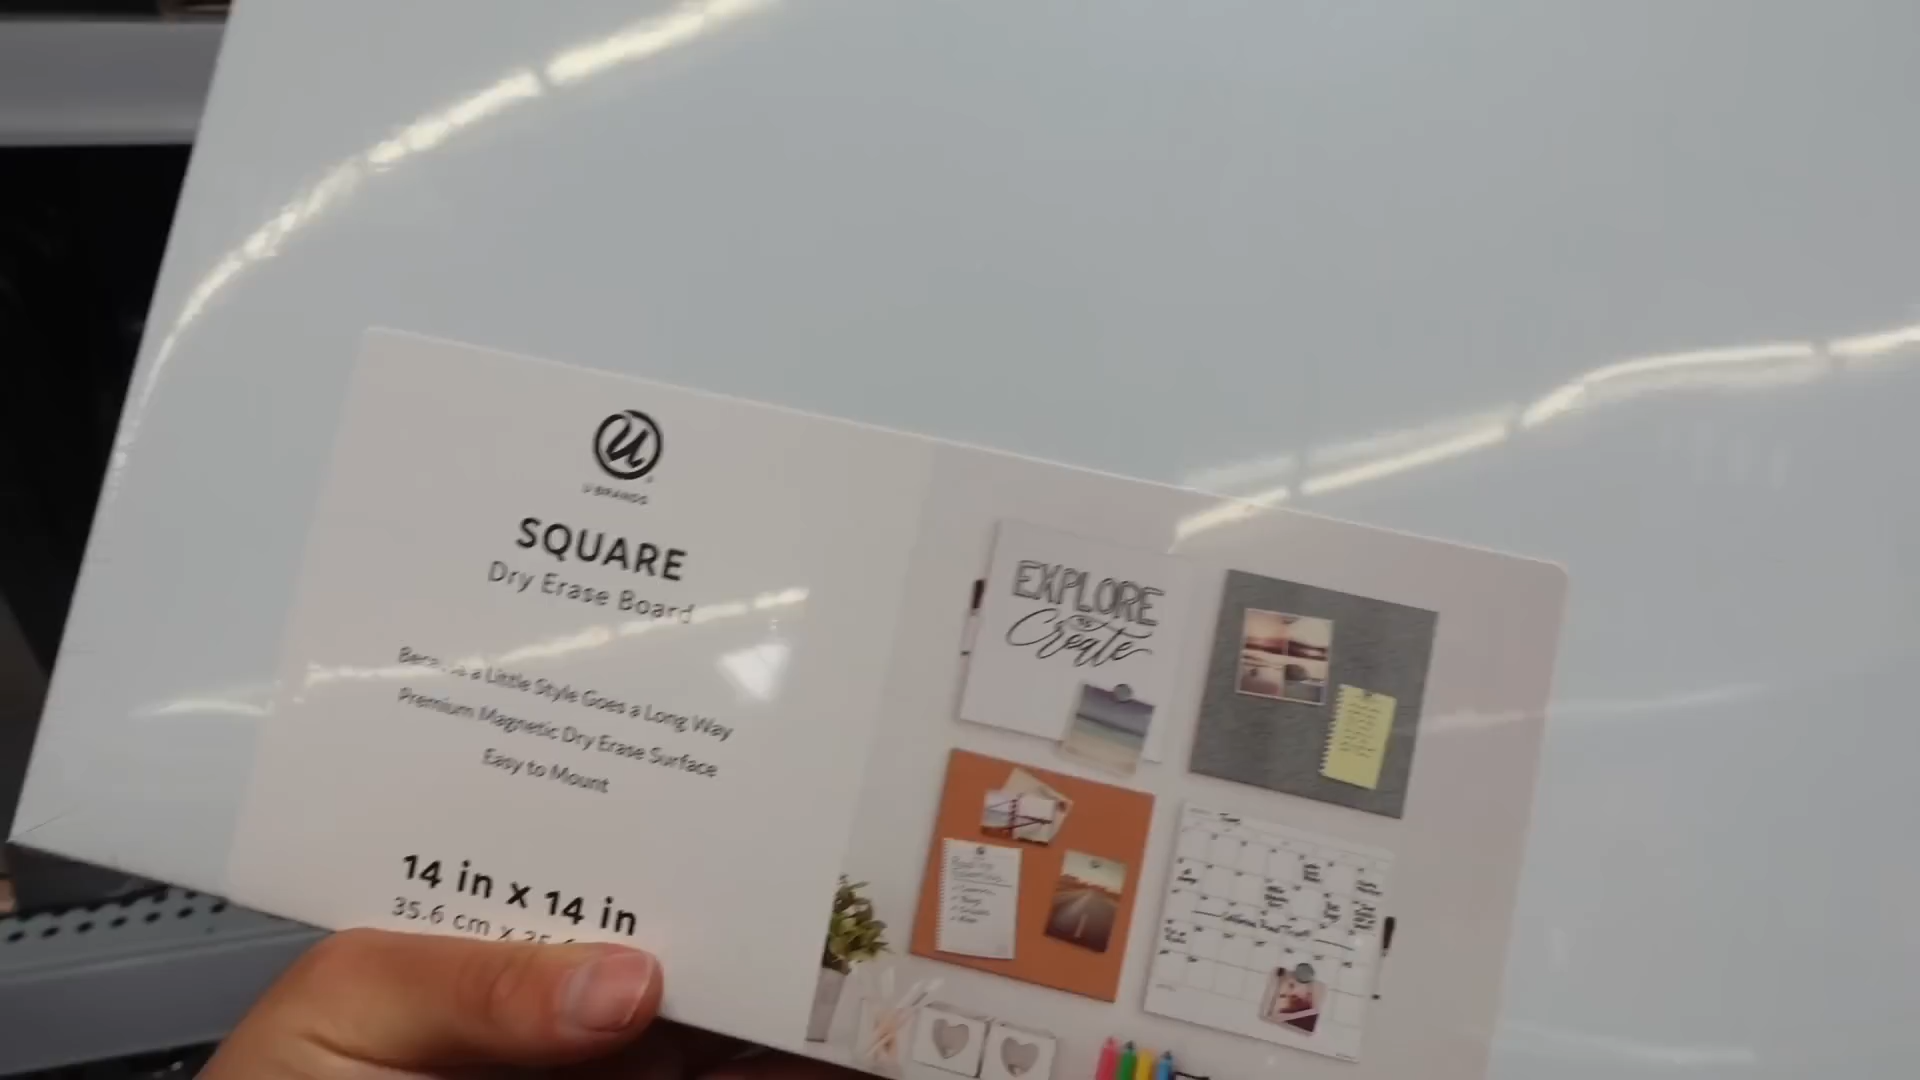 U
U BRANDS
SQUARE
Dry Erase Board
a Little Style Goes a Long Way
Premium Magnetic Dry Erase Surface
Easy to Mount
14 in x 14 in
35.6 cm x
EXPLORE
Create